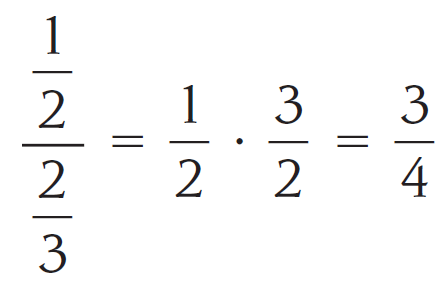 1/2 / 2/3 = 1/2 · 3/2 = 3/4